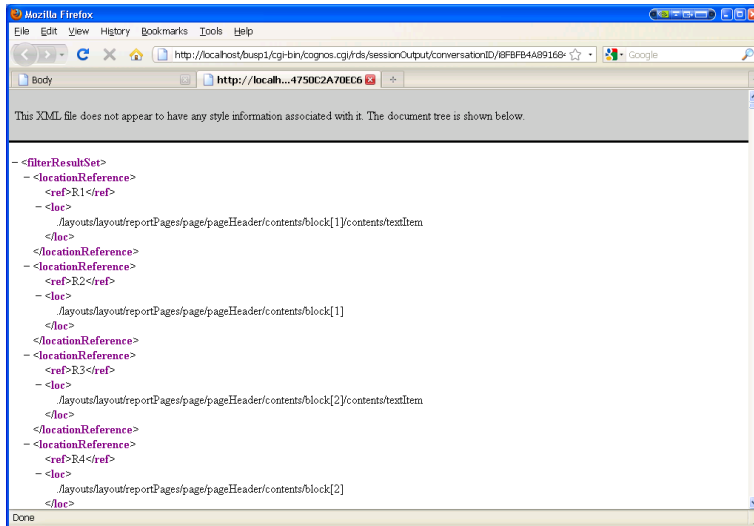 Mozilla Firefox
File Edit View History Bookmarks Tools Help
http://localhost/busp1/cgi-bin/cognos.cgi/rds/sessionOutput/conversationID/i8FBFB4A89168
Google
Body
http://localh...4750C2A70EC6
This XML file does not appear to have any style information associated with it. The document tree is shown below.
− <filterResultSet>
− <locationReference>
<ref>R1</ref>
− <loc>
./layouts/layout/reportPages/page/pageHeader/contents/block[1]/contents/textItem
</loc>
</locationReference>
− <locationReference>
<ref>R2</ref>
− <loc>
./layouts/layout/reportPages/page/pageHeader/contents/block[1]
</loc>
</locationReference>
− <locationReference>
<ref>R3</ref>
− <loc>
./layouts/layout/reportPages/page/pageHeader/contents/block[2]/contents/textItem
</loc>
</locationReference>
− <locationReference>
<ref>R4</ref>
− <loc>
./layouts/layout/reportPages/page/pageHeader/contents/block[2]
</loc>
Done